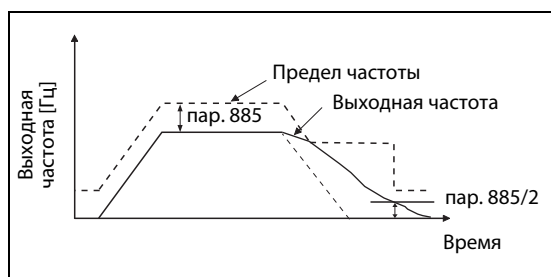 Предел частоты
Выходная частота
пар. 885
Выходная
частота [Гц]
пар. 885/2
Время